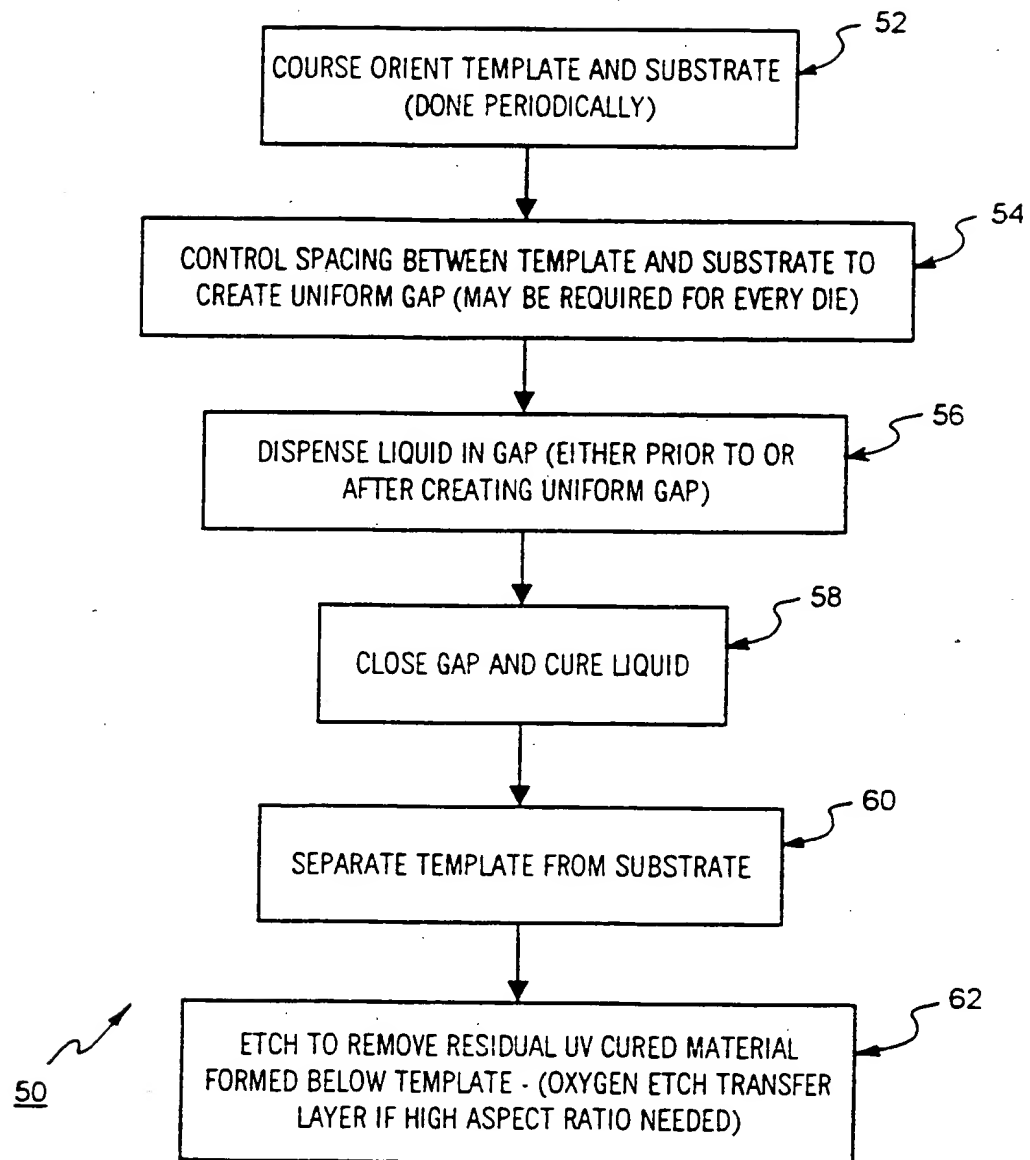 52
COURSE ORIENT TEMPLATE AND SUBSTRATE
(DONE PERIODICALLY)
54
CONTROL SPACING BETWEEN TEMPLATE AND SUBSTRATE TO
CREATE UNIFORM GAP (MAY BE REQUIRED FOR EVERY DIE)
56
DISPENSE LIQUID IN GAP (EITHER PRIOR TO OR
AFTER CREATING UNIFORM GAP)
58
CLOSE GAP AND CURE LIQUID
60
SEPARATE TEMPLATE FROM SUBSTRATE
62
ETCH TO REMOVE RESIDUAL UV CURED MATERIAL
FORMED BELOW TEMPLATE - (OXYGEN ETCH TRANSFER
LAYER IF HIGH ASPECT RATIO NEEDED)
50